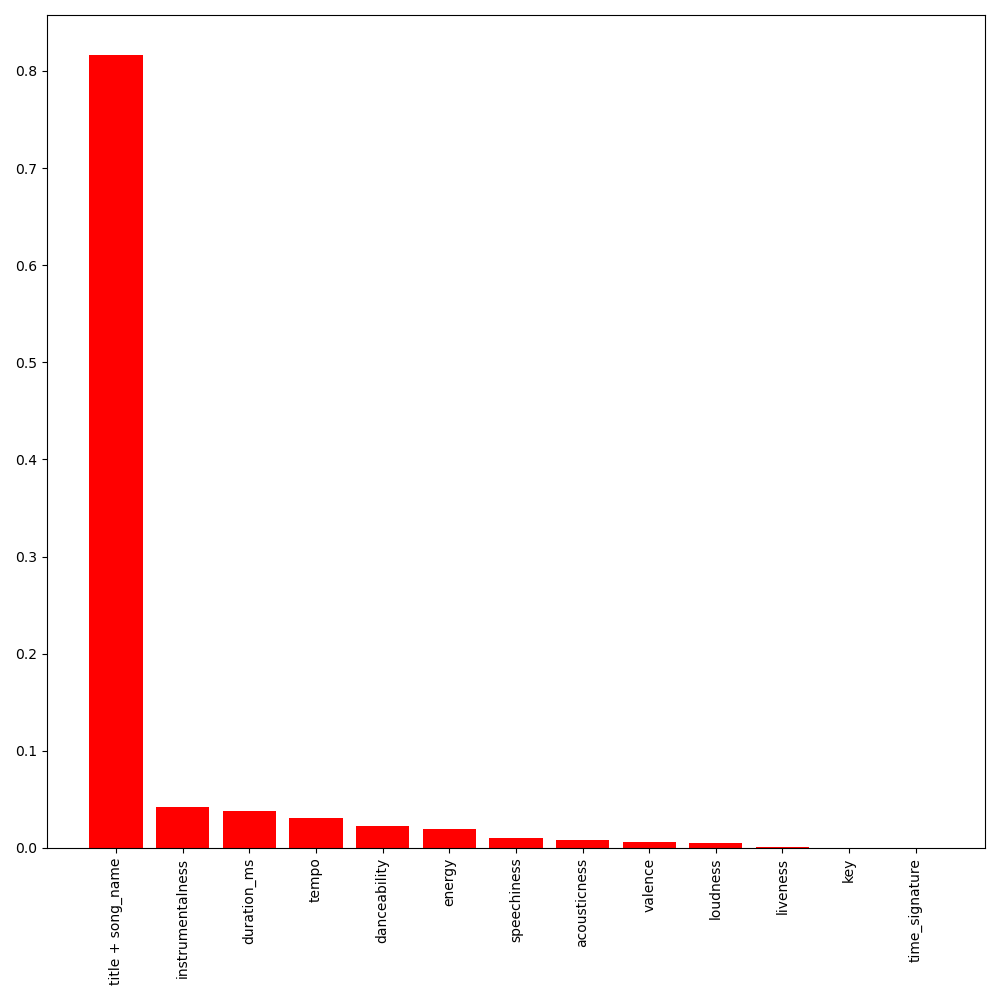 0.8
0.7
0.6
0.5
0.4
0.3
0.2
0.1
0.0
title + song_name
instrumentalness
duration_ms
tempo
danceability
energy
speechiness
acousticness
valence
loudness
liveness
key
time_signature